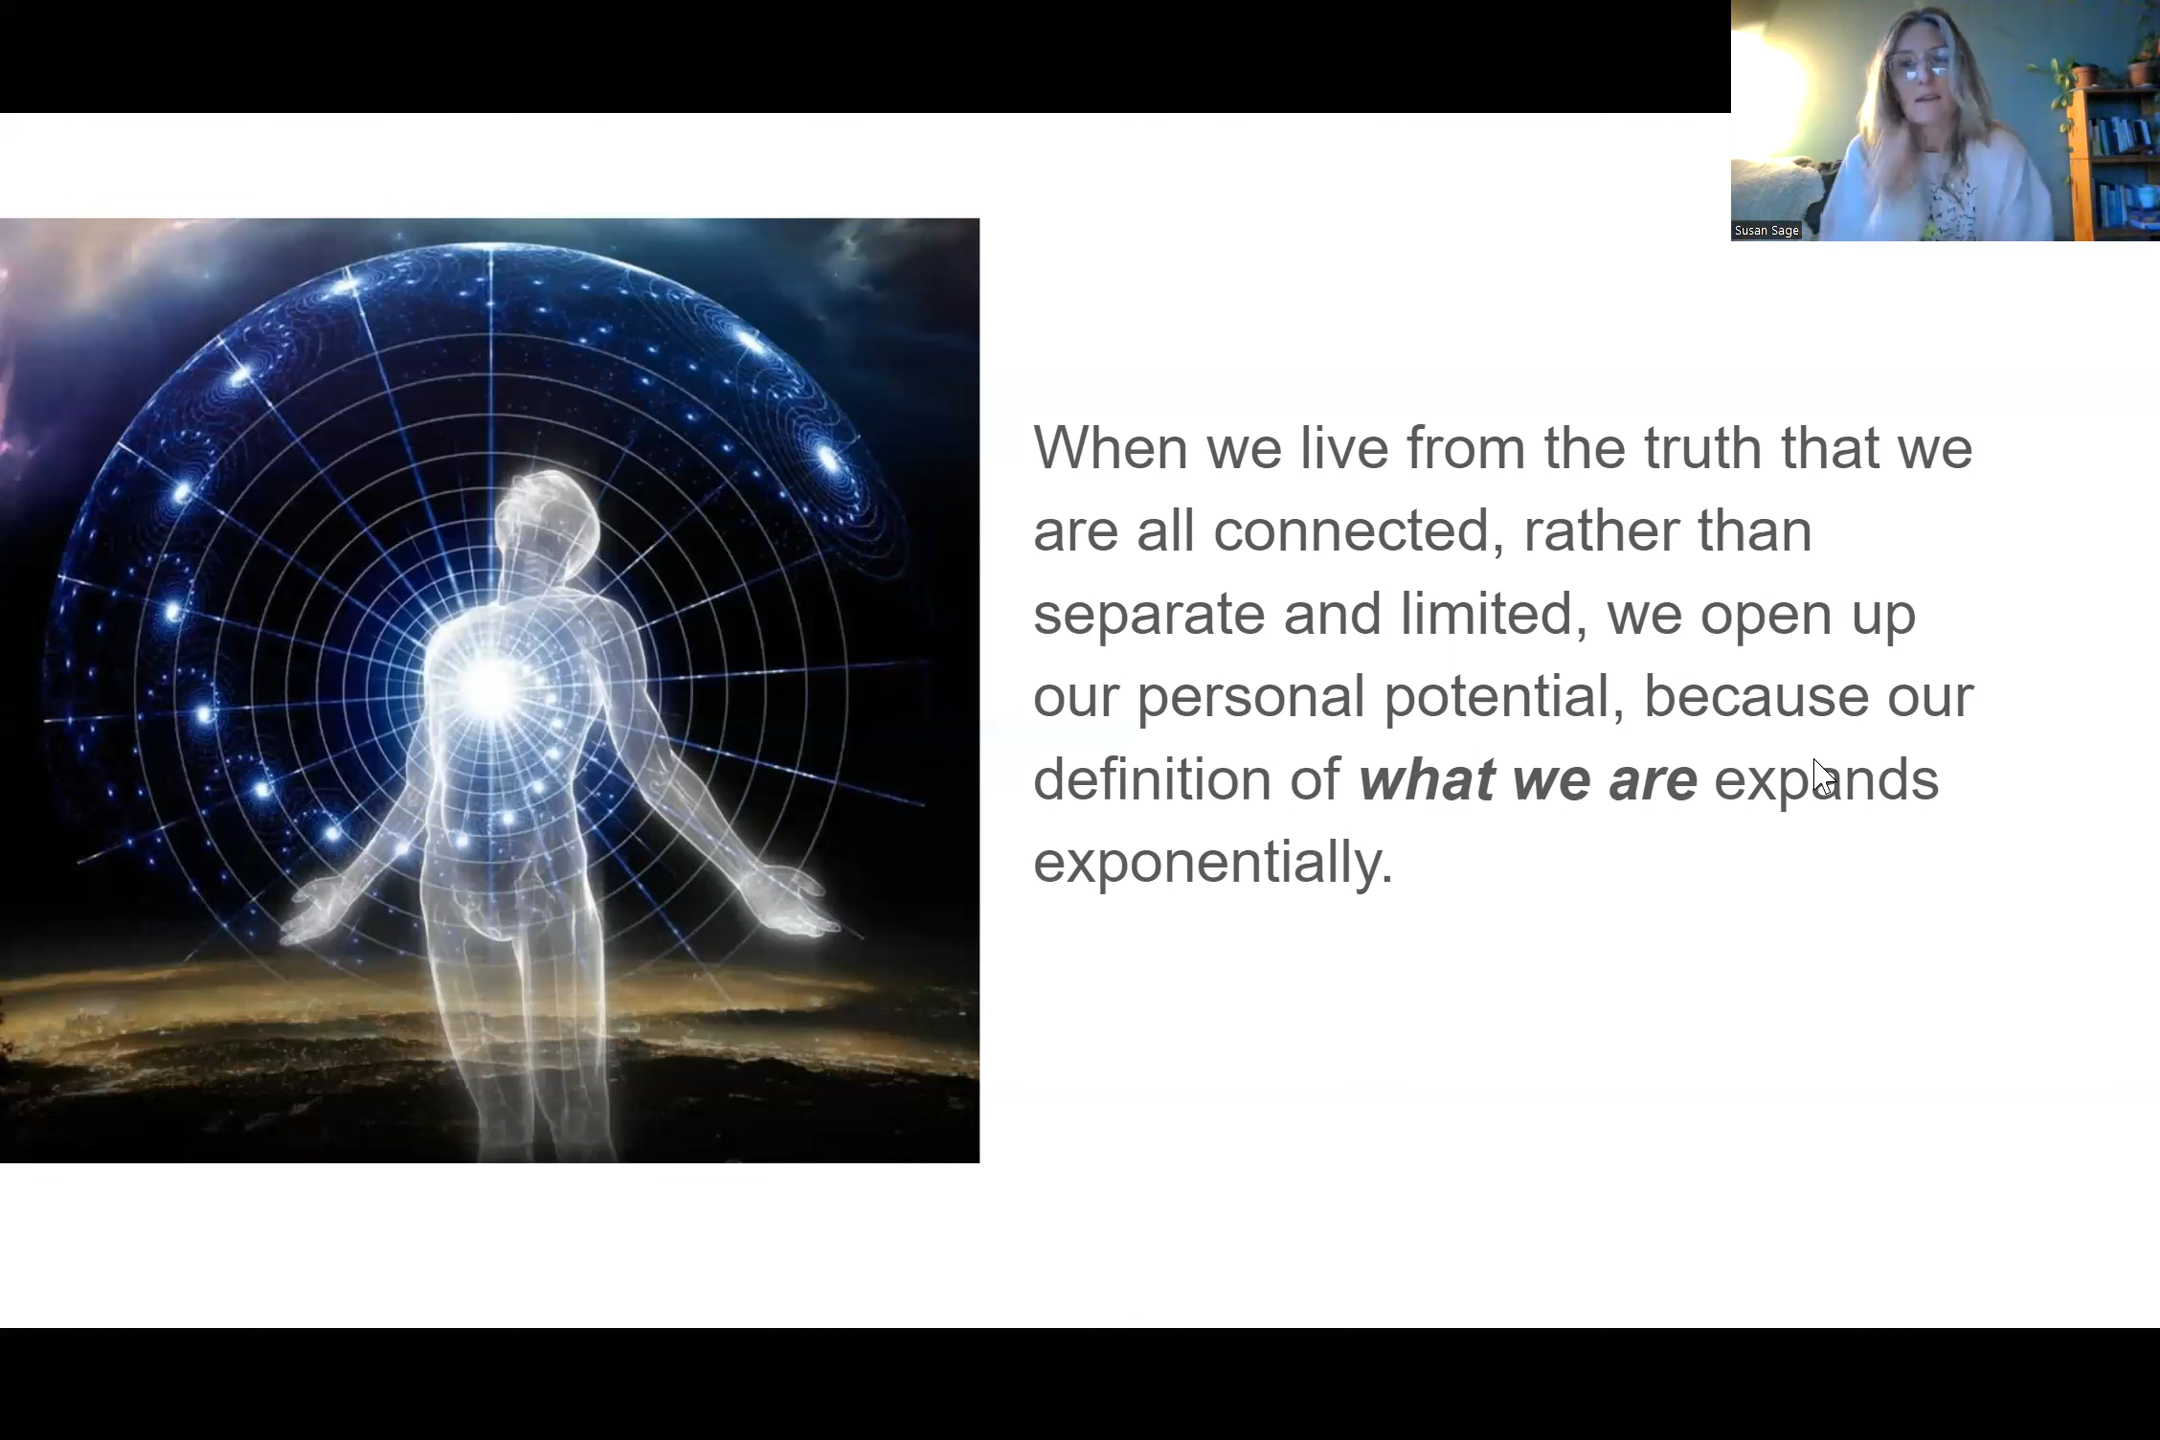 Susan Sage
When we live from the truth that we
are all connected, rather than
separate and limited, we open up
our personal potential, because our
definition of what we are expands
exponentially.